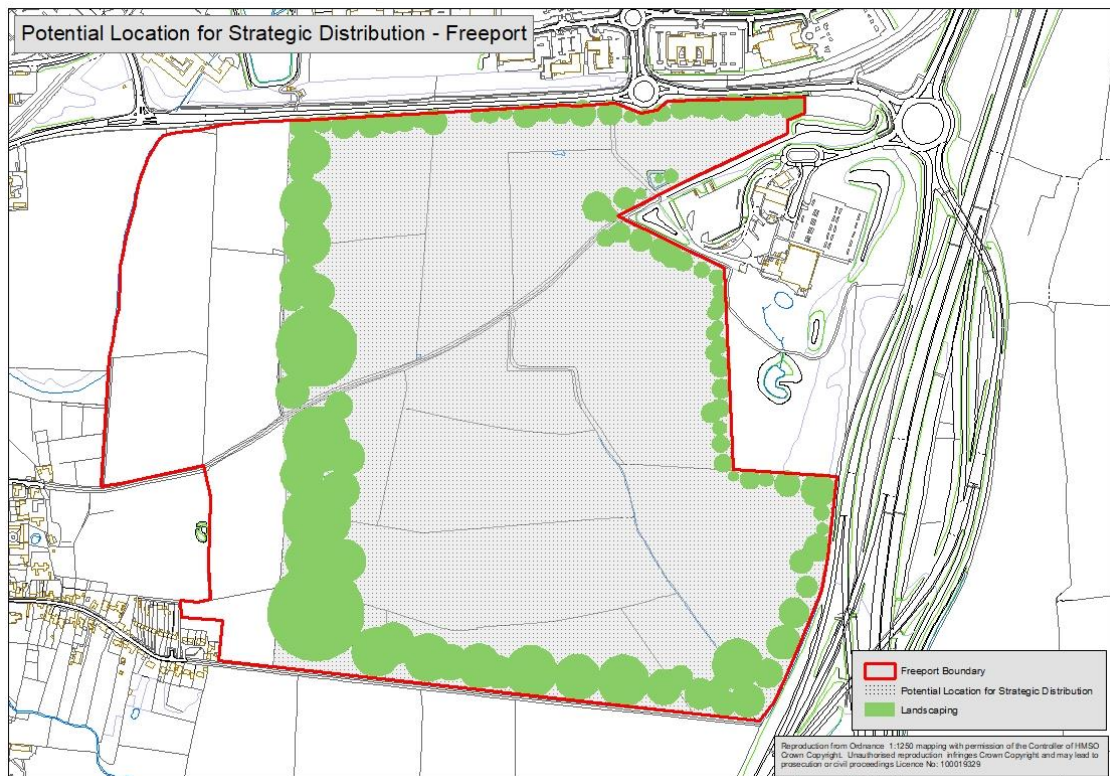 Potential Location for Strategic Distribution - Freeport
Freeport Boundary
Potential Location for Strategic Distribution
Landscaping
Reproduction from Ordnance 1:1250 mapping with permission of the Controller of HMSO
Crown Copyright. Unauthorised reproduction infringes Crown Copyright and may lead to
prosecution or civil proceedings Licence No: 100019329